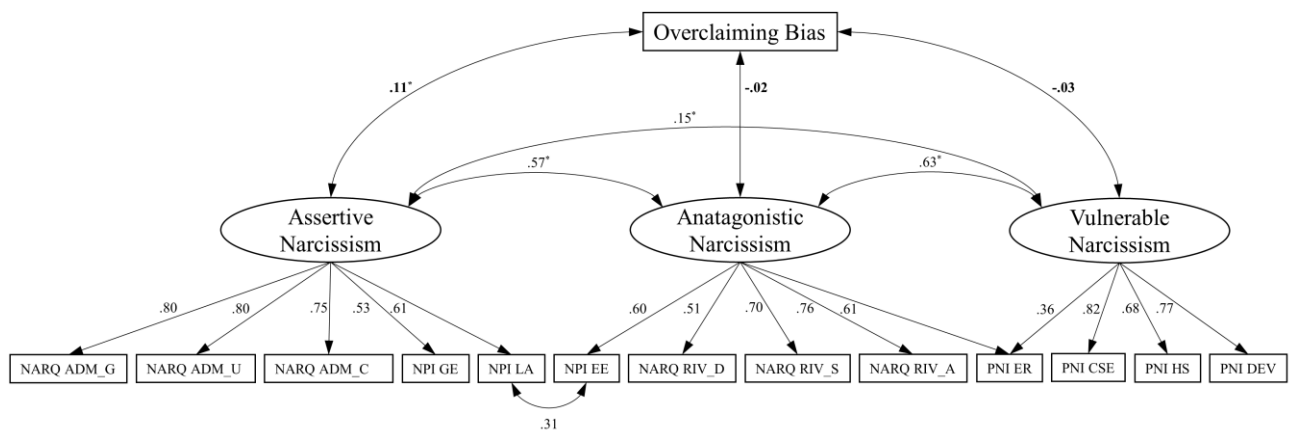 Overclaiming Bias
.11*
-.02
-.03
.15*
.57*
.63*
Assertive
Narcissism
Anatagonistic
Narcissism
Vulnerable
Narcissism
.80
.80
.75
.53
.61
.60
.51
.70
.76
.61
.36
.82
.68
.77
NARQ ADM_G
NARQ ADM_U
NARQ ADM_C
NPI GE
NPI LA
NPI EE
NARQ RIV_D
NARQ RIV_S
NARQ RIV_A
PNI ER
PNI CSE
PNI HS
PNI DEV
.31